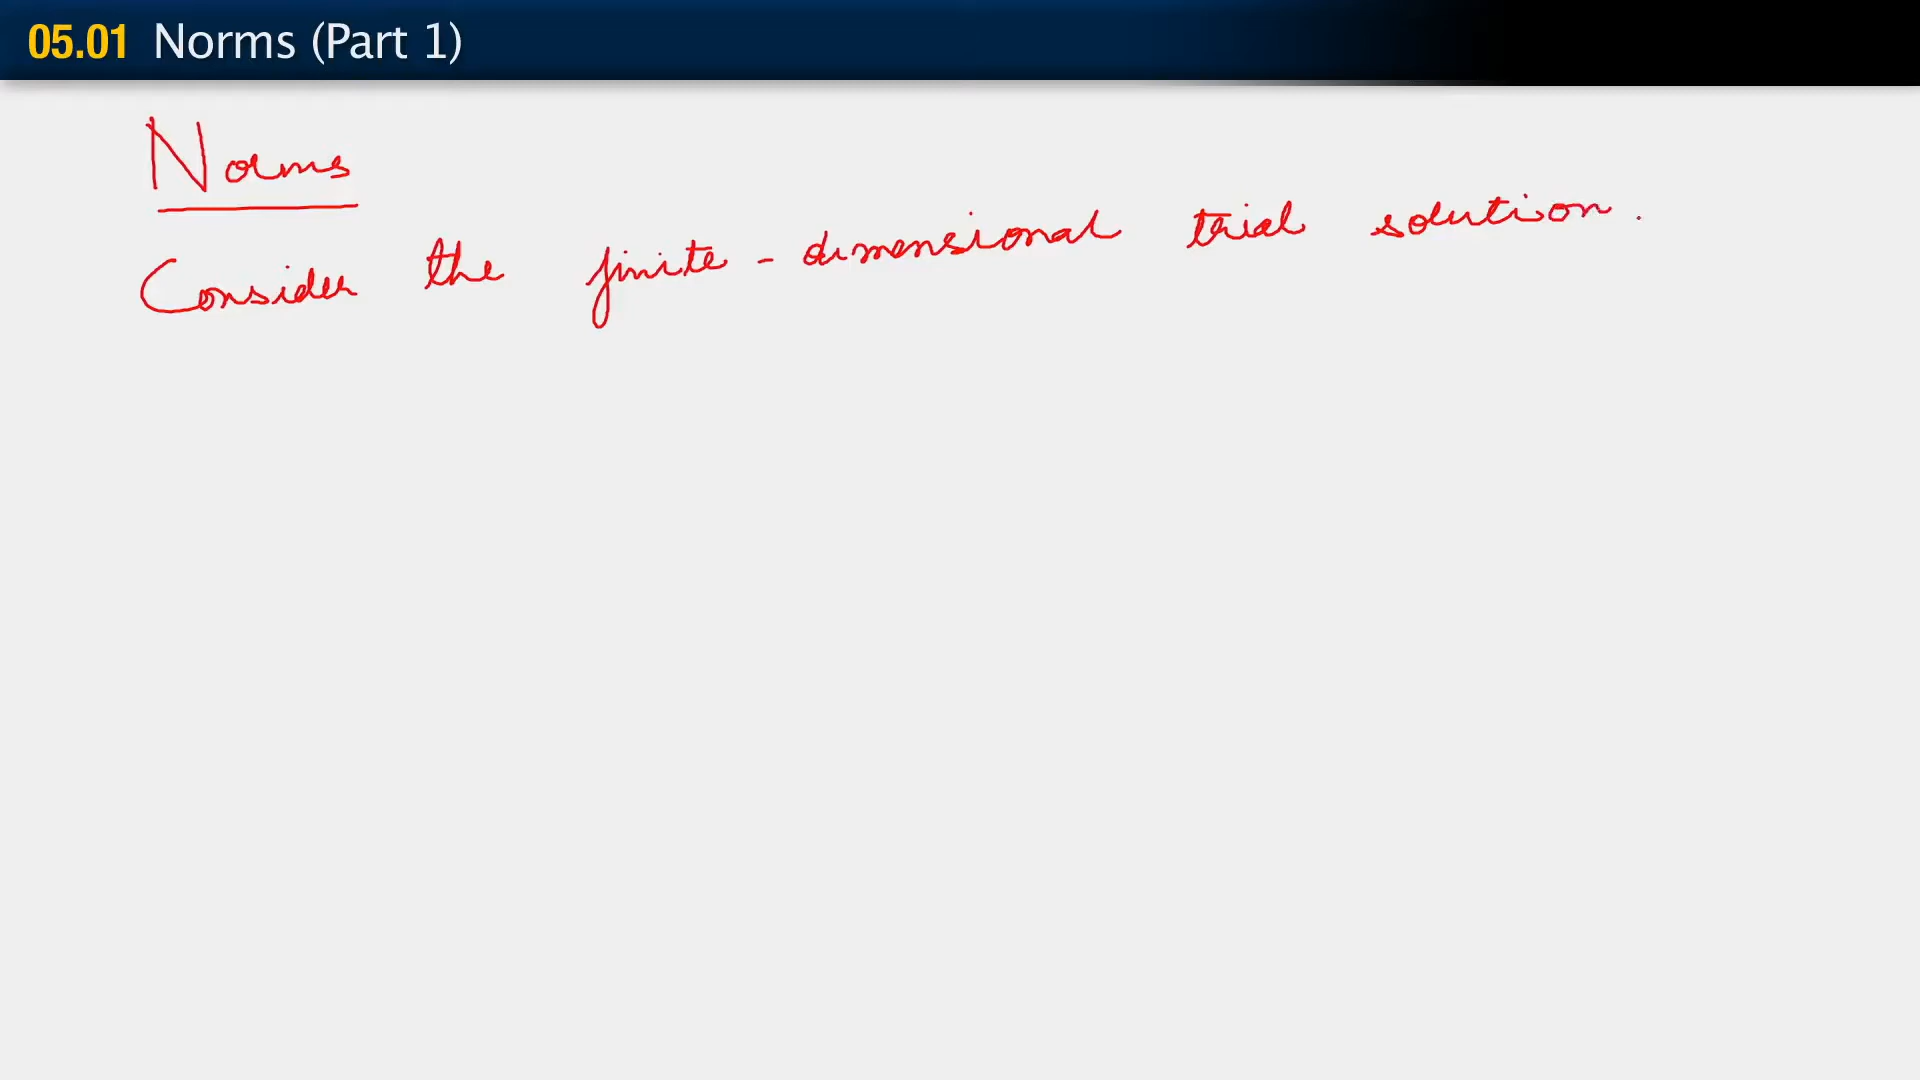 05.01 Norms (Part 1)
Norms
Consider the finite-dimensional trial solution.